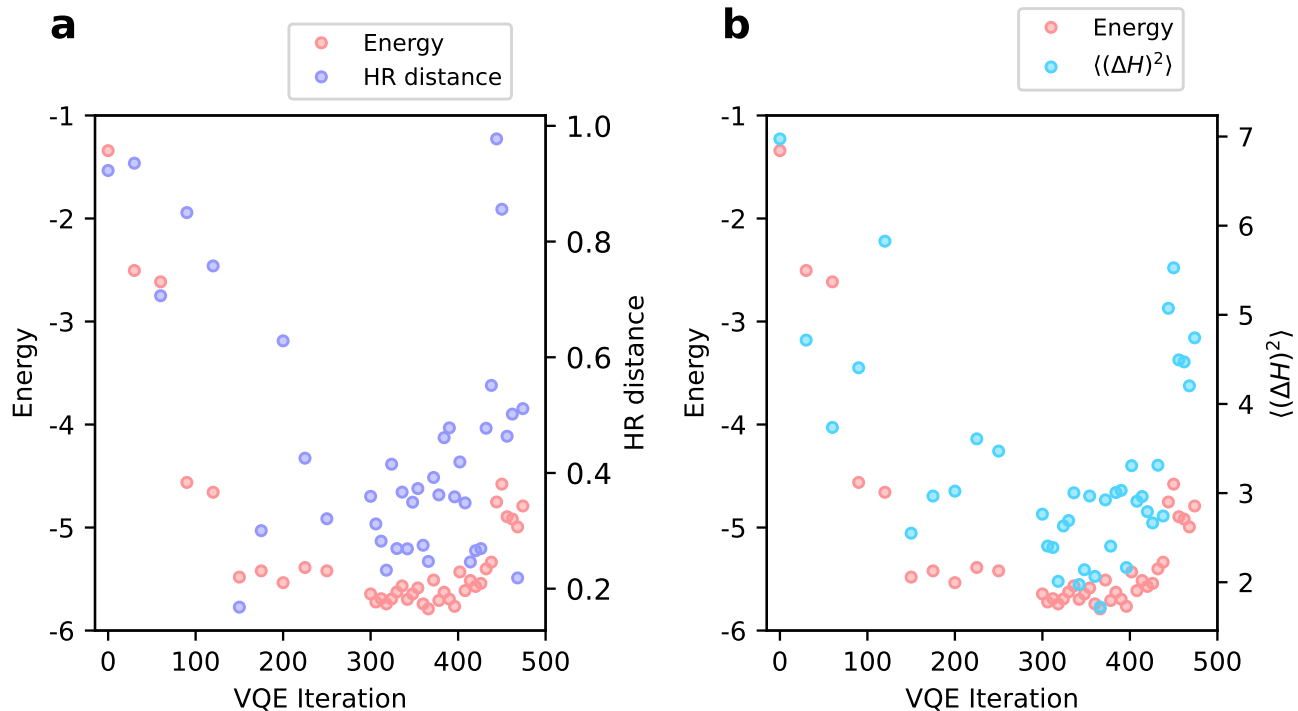 a
Energy
HR distance
-1
-2
-3
-4
-5
-6
Energy
1.0
0.8
0.6
0.4
0.2
HR distance
0 100 200 300 400 500
VQE Iteration
b
Energy
⟨(ΔH)²⟩
-1
-2
-3
-4
-5
-6
Energy
7
6
5
4
3
2
⟨(ΔH)²⟩
0 100 200 300 400 500
VQE Iteration